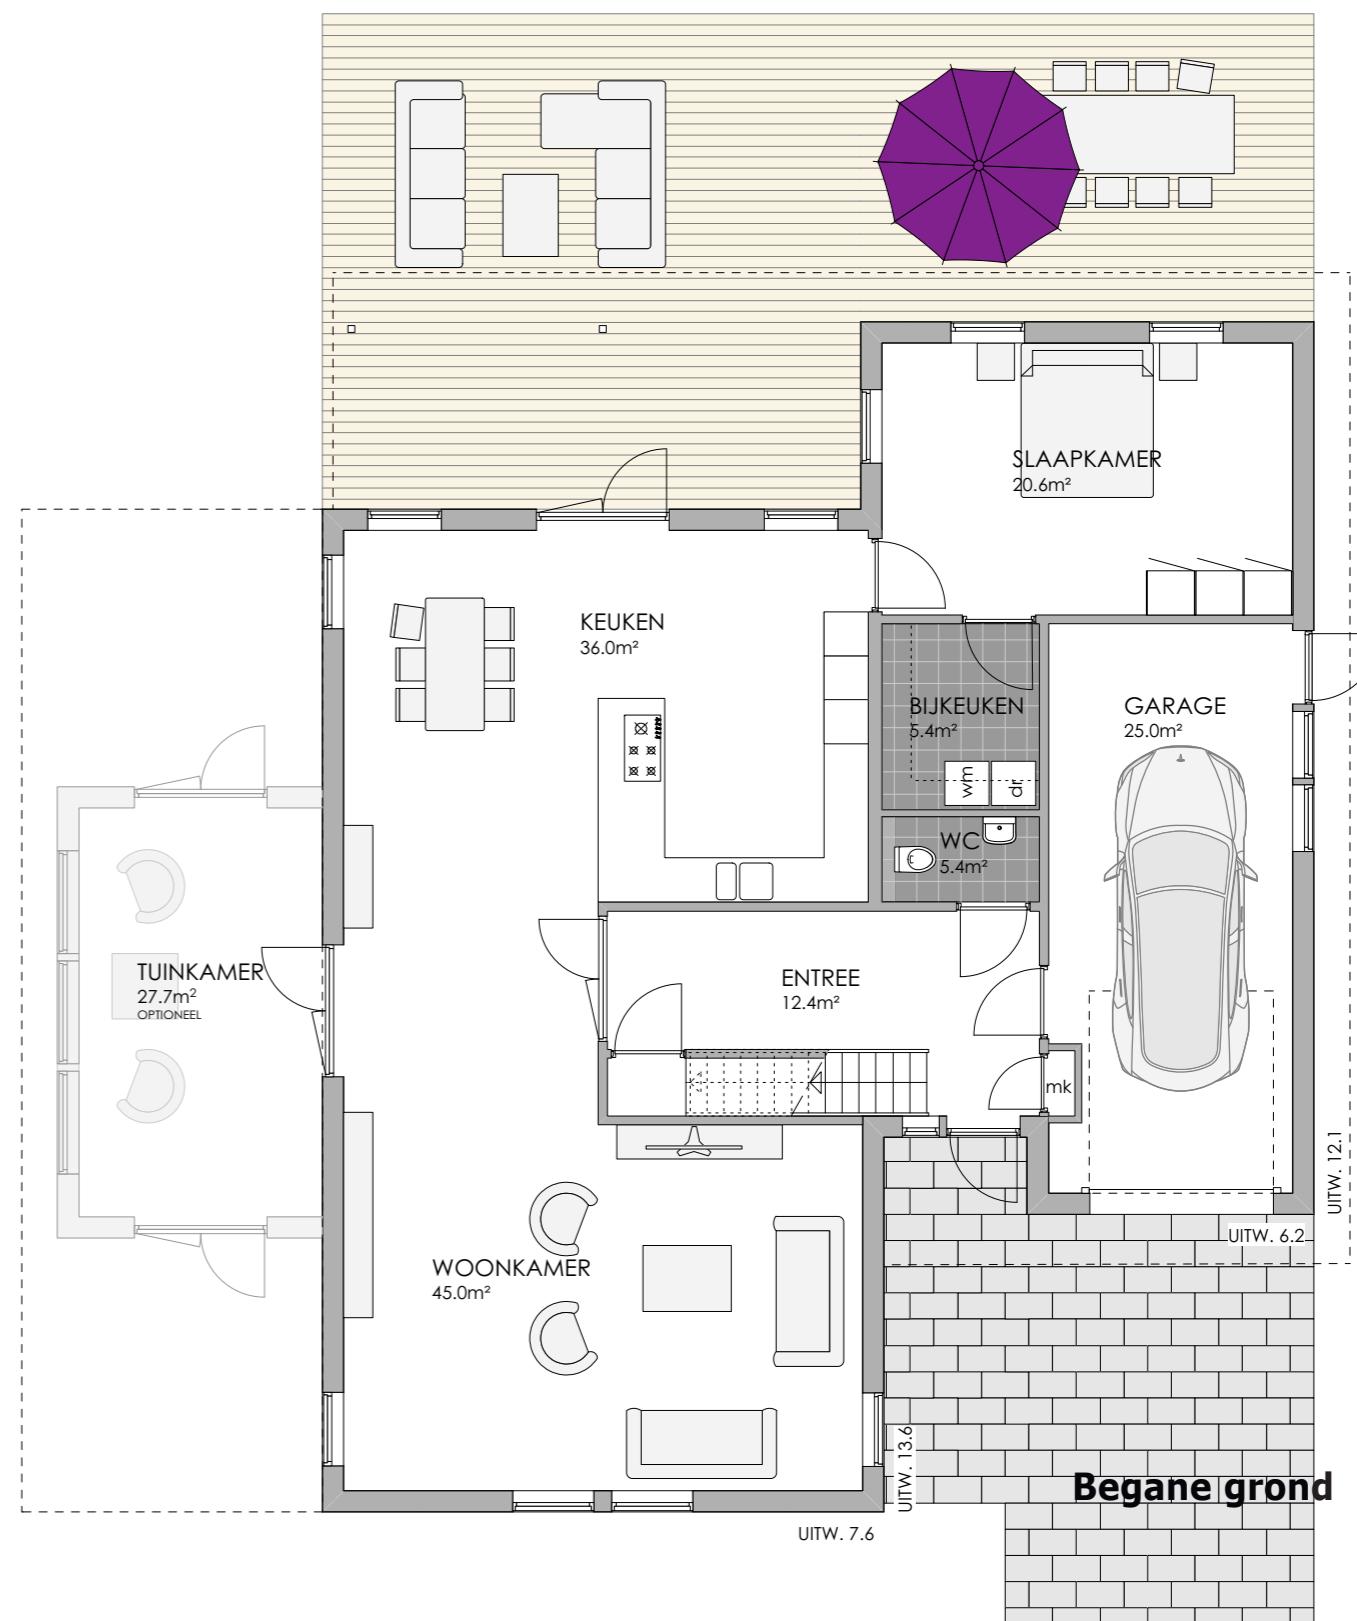 SLAAPKAMER
20.6m²
KEUKEN
36.0m²
BIJKEUKEN
5.4m²
GARAGE
25.0m²
wm
dr
WC
5.4m²
TUINKAMER
27.7m²
OPTIONEEL
ENTREE
12.4m²
mk
UITW. 12.1
UITW. 6.2
WOONKAMER
45.0m²
UITW. 13.6
Begane grond
UITW. 7.6